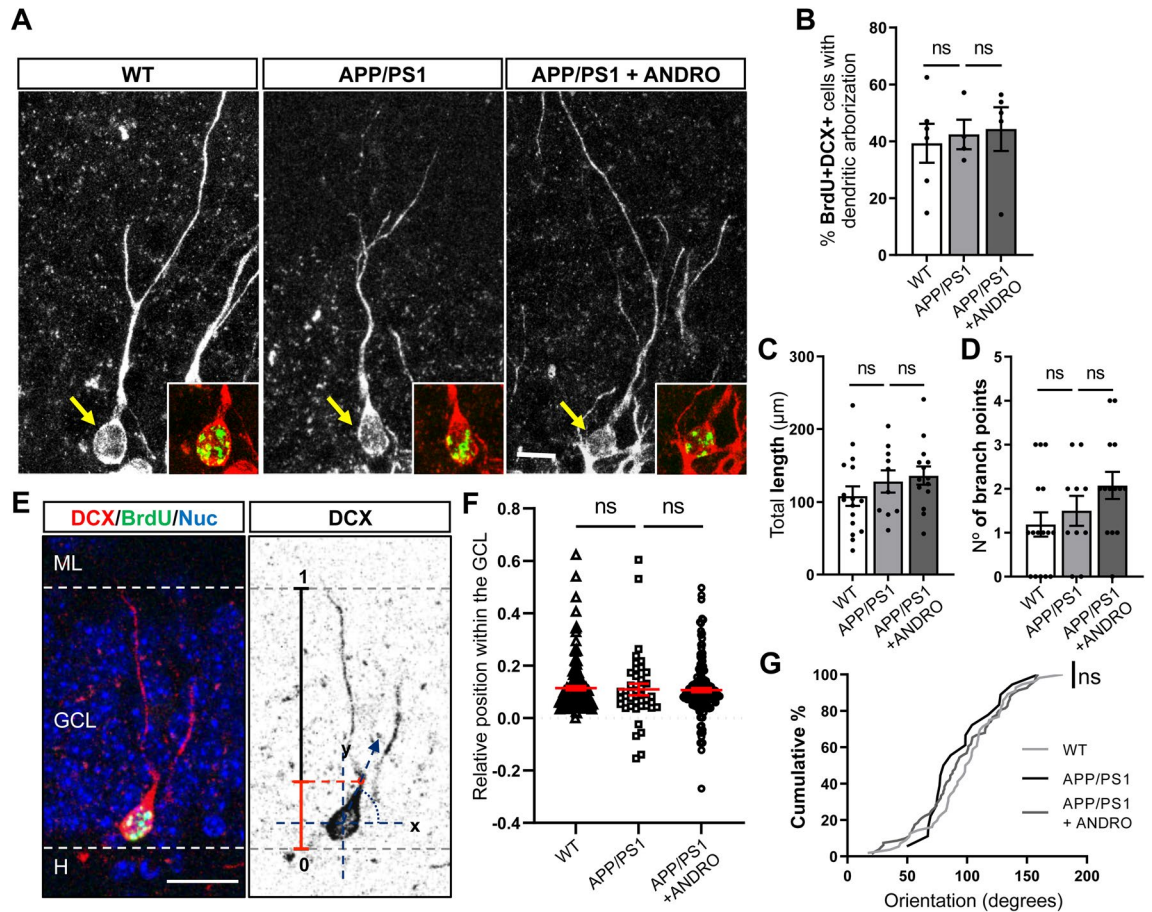 A
WT
APP/PS1
APP/PS1 + ANDRO
B
80
60
40
20
0
% BrdU+DCX+ cells with
dendritic arborization
ns
ns
WT
APP/PS1
APP/PS1
+ANDRO
C
300
200
100
0
Total length (µm)
ns
ns
WT
APP/PS1
APP/PS1
+ANDRO
D
5
4
3
2
1
0
Nº of branch points
ns
ns
WT
APP/PS1
APP/PS1
+ANDRO
E
DCX/BrdU/Nuc
DCX
ML
GCL
H
1
0
y
x
F
0.8
0.6
0.4
0.2
0.0
-0.2
-0.4
Relative position within the GCL
ns
ns
WT
APP/PS1
APP/PS1
+ANDRO
G
100
80
60
40
20
0
Cumulative %
0
50
100
150
200
Orientation (degrees)
ns
WT
APP/PS1
APP/PS1
+ ANDRO